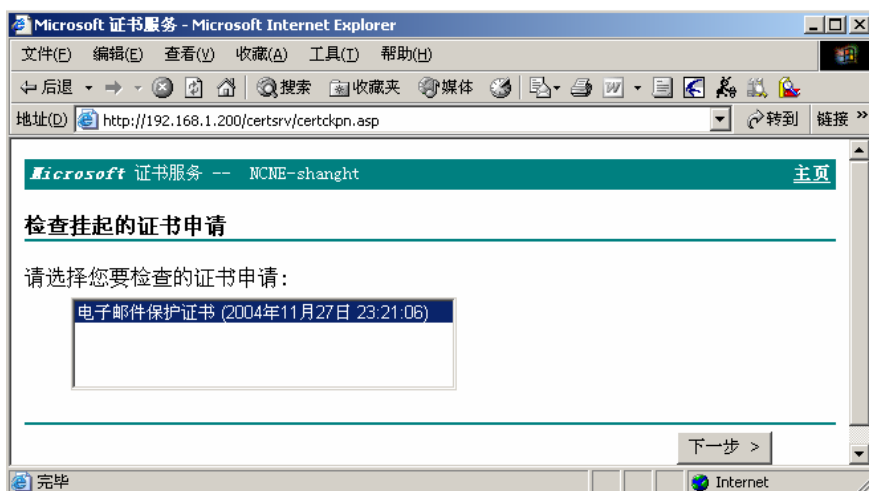 Microsoft 证书服务 - Microsoft Internet Explorer
文件(F) 编辑(E) 查看(V) 收藏(A) 工具(T) 帮助(H)
后退 搜索 收藏夹 媒体
地址(D) http://192.168.1.200/certsrv/certckpn.asp 转到 链接 »
Microsoft 证书服务 -- NCNE-shanght 主页
检查挂起的证书申请
请选择您要检查的证书申请:
电子邮件保护证书 (2004年11月27日 23:21:06)
下一步 >
完毕 Internet